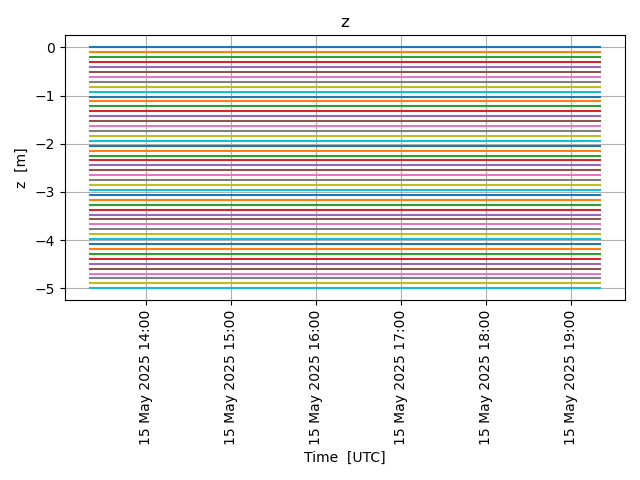 z
0
−1
−2
−3
−4
−5
z  [m]
15 May 2025 14:00
15 May 2025 15:00
15 May 2025 16:00
15 May 2025 17:00
15 May 2025 18:00
15 May 2025 19:00
Time  [UTC]